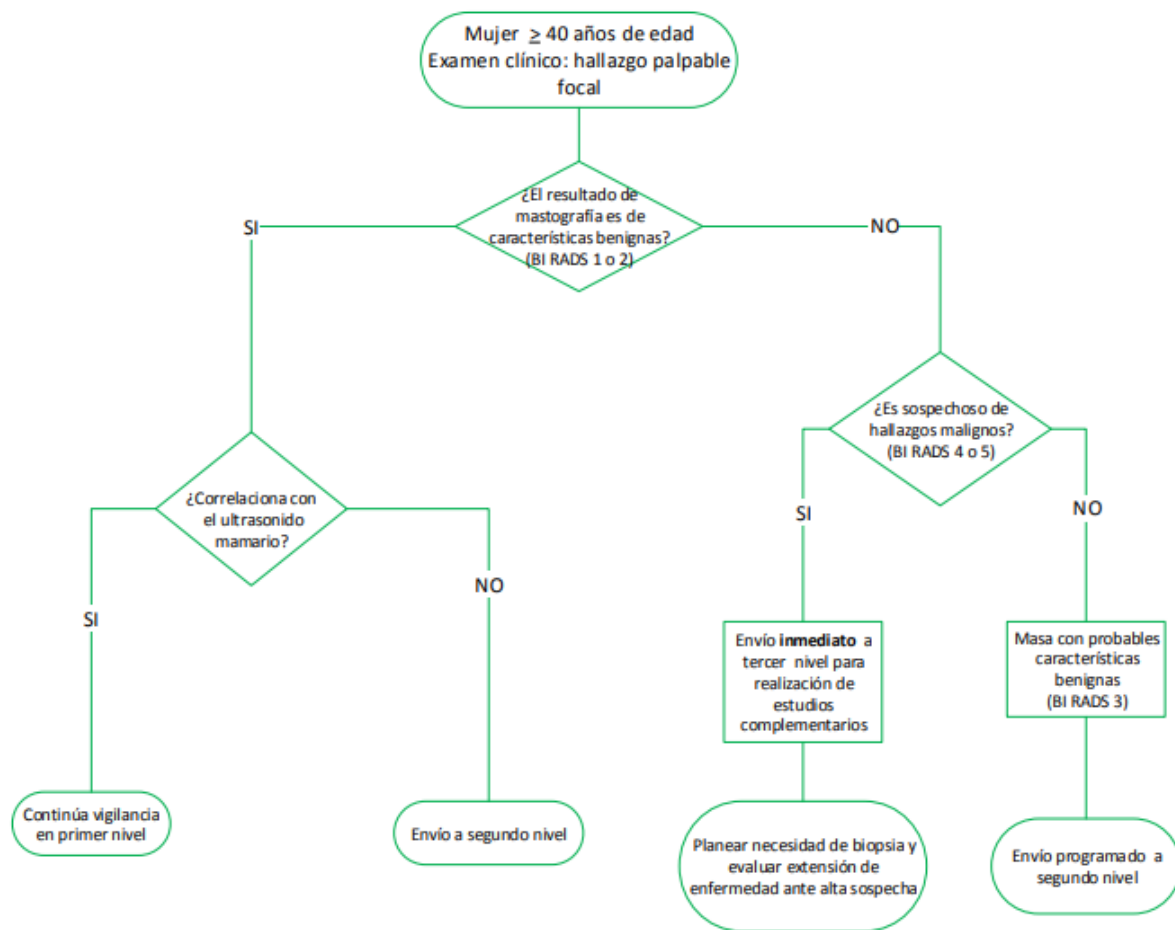 Mujer ≥ 40 años de edad
Examen clínico: hallazgo palpable
focal
¿El resultado de
mastografía es de
características benignas?
(BI RADS 1 o 2)
SI
NO
¿Es sospechoso de
hallazgos malignos?
(BI RADS 4 o 5)
¿Correlaciona con
el ultrasonido
mamario?
SI
NO
NO
SI
Envío inmediato a
tercer nivel para
realización de
estudios
complementarios
Masa con probables
características
benignas
(BI RADS 3)
Continúa vigilancia
en primer nivel
Envío a segundo nivel
Planear necesidad de biopsia y
evaluar extensión de
enfermedad ante alta sospecha
Envío programado a
segundo nivel